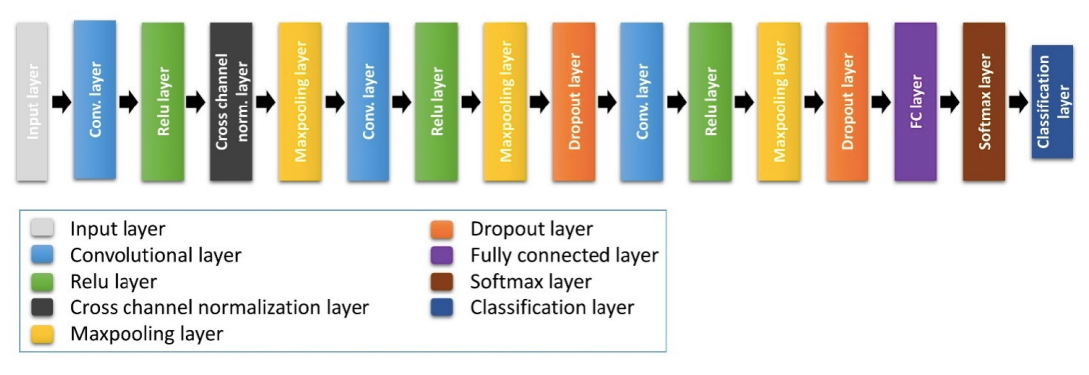 Input layer
Conv. layer
Relu layer
Cross channel
norm. layer
Maxpooling layer
Conv. layer
Relu layer
Maxpooling layer
Dropout layer
Conv. layer
Relu layer
Maxpooling layer
Dropout layer
FC layer
Softmax layer
Classification
layer
Input layer
Convolutional layer
Relu layer
Cross channel normalization layer
Maxpooling layer
Dropout layer
Fully connected layer
Softmax layer
Classification layer